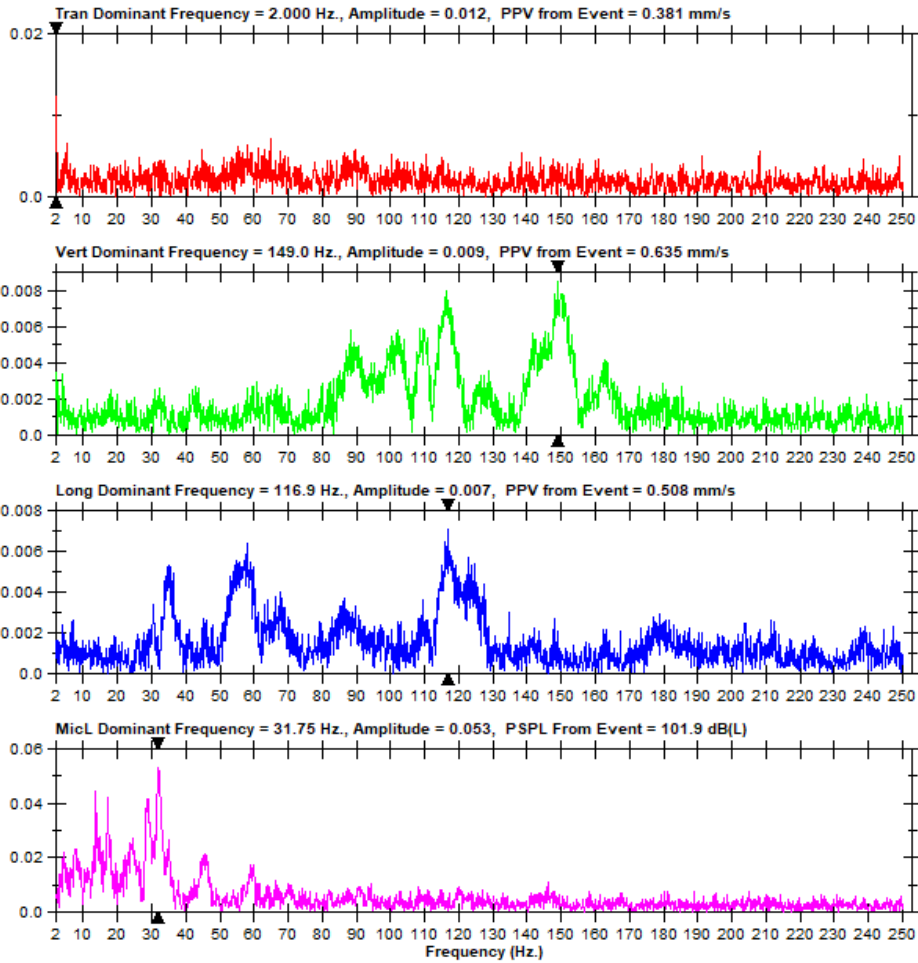 Tran Dominant Frequency = 2.000 Hz., Amplitude = 0.012, PPV from Event = 0.381 mm/s
0.02
0.0
2 10 20 30 40 50 60 70 80 90 100 110 120 130 140 150 160 170 180 190 200 210 220 230 240 250
Vert Dominant Frequency = 149.0 Hz., Amplitude = 0.009, PPV from Event = 0.635 mm/s
0.008
0.006
0.004
0.002
0.0
2 10 20 30 40 50 60 70 80 90 100 110 120 130 140 150 160 170 180 190 200 210 220 230 240 250
Long Dominant Frequency = 116.9 Hz., Amplitude = 0.007, PPV from Event = 0.508 mm/s
0.008
0.006
0.004
0.002
0.0
2 10 20 30 40 50 60 70 80 90 100 110 120 130 140 150 160 170 180 190 200 210 220 230 240 250
MicL Dominant Frequency = 31.75 Hz., Amplitude = 0.053, PSPL From Event = 101.9 dB(L)
0.06
0.04
0.02
0.0
2 10 20 30 40 50 60 70 80 90 100 110 120 130 140 150 160 170 180 190 200 210 220 230 240 250
Frequency (Hz.)